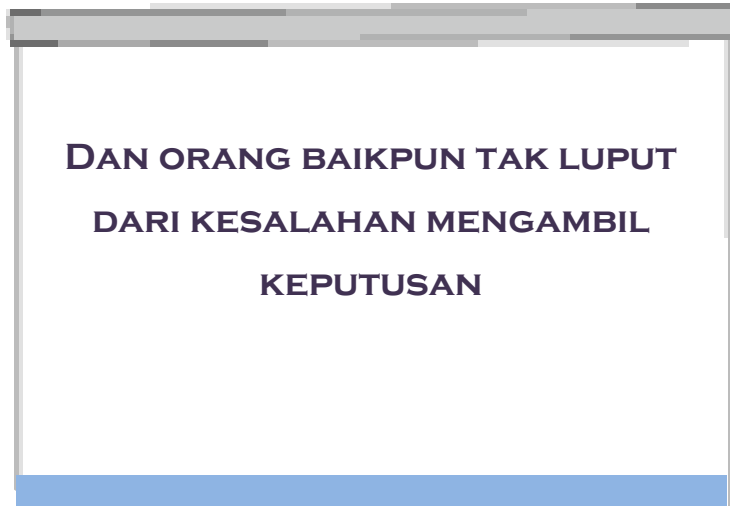 Dan orang baikpun tak luput
dari kesalahan mengambil
keputusan